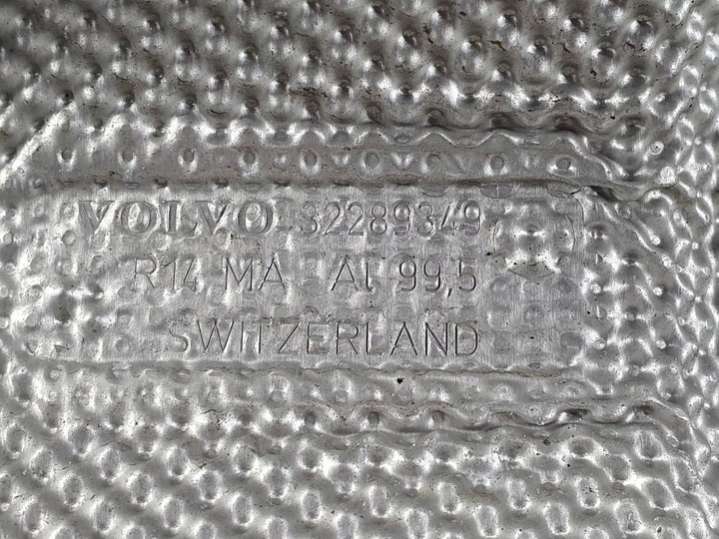 VOLVO 32289349
R14 MA Al 99,5
SWITZERLAND